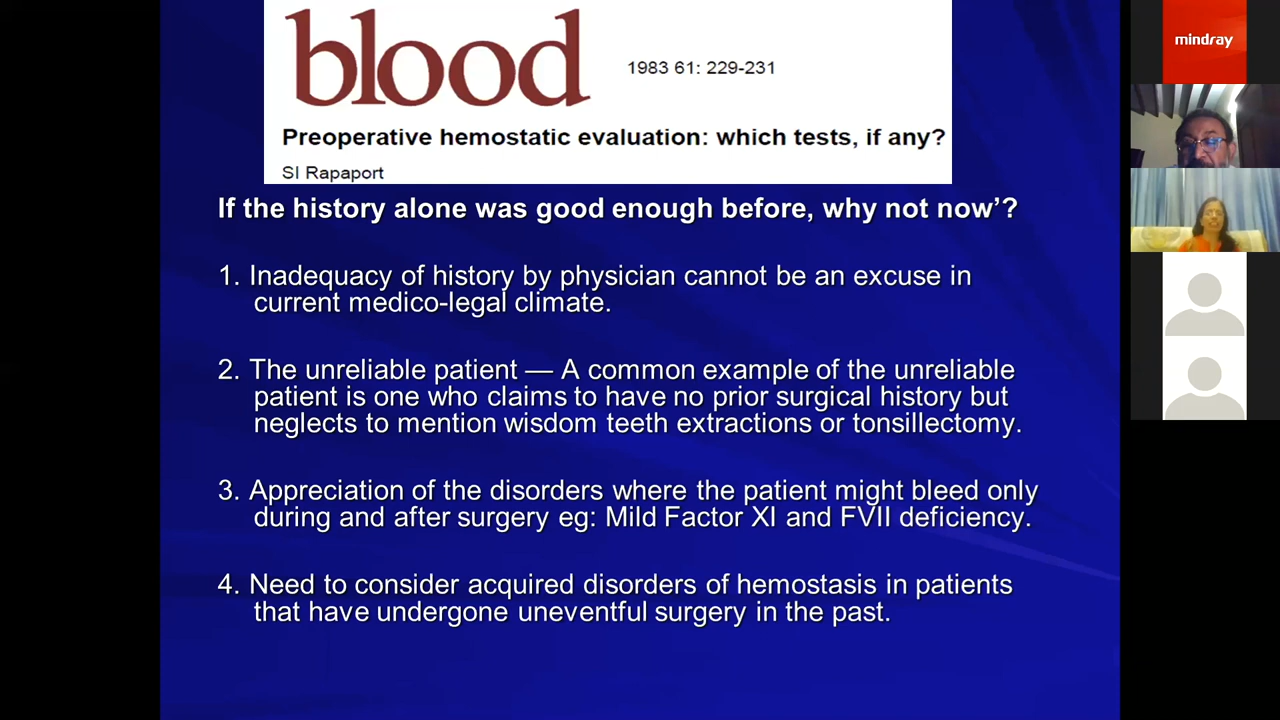 blood
1983 61: 229-231
Preoperative hemostatic evaluation: which tests, if any?
SI Rapaport
If the history alone was good enough before, why not now’?
1. Inadequacy of history by physician cannot be an excuse in
current medico-legal climate.
2. The unreliable patient — A common example of the unreliable
patient is one who claims to have no prior surgical history but
neglects to mention wisdom teeth extractions or tonsillectomy.
3. Appreciation of the disorders where the patient might bleed only
during and after surgery eg: Mild Factor XI and FVII deficiency.
4. Need to consider acquired disorders of hemostasis in patients
that have undergone uneventful surgery in the past.
mindray